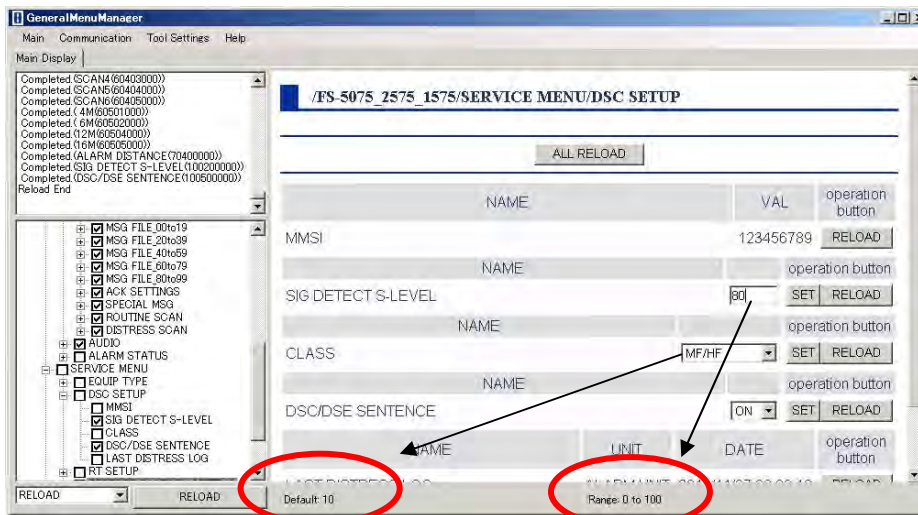 GeneralMenuManager
Main Communication Tool Settings Help
Main Display
Completed.(SCAN4(60403000))
Completed.(SCAN5(60404000))
Completed.(SCAN6(60405000))
Completed.( 4M(60501000))
Completed.( 6M(60502000))
Completed.(12M(60504000))
Completed.(16M(60505000))
Completed.(ALARM DISTANCE(70400000))
Completed.(SIG DETECT S-LEVEL(100200000))
Completed.(DSC/DSE SENTENCE(100500000))
Reload End
MSG FILE_00to19
MSG FILE_20to39
MSG FILE_40to59
MSG FILE_60to79
MSG FILE_80to99
ACK SETTINGS
SPECIAL MSG
ROUTINE SCAN
DISTRESS SCAN
AUDIO
ALARM STATUS
SERVICE MENU
EQUIP TYPE
DSC SETUP
MMSI
SIG DETECT S-LEVEL
CLASS
DSC/DSE SENTENCE
LAST DISTRESS LOG
RT SETUP
RELOAD RELOAD
/FS-5075_2575_1575/SERVICE MENU/DSC SETUP
ALL RELOAD
NAME VAL operation button
MMSI 123456789 RELOAD
NAME operation button
SIG DETECT S-LEVEL 80 SET RELOAD
NAME operation button
CLASS MF/HF SET RELOAD
NAME operation button
DSC/DSE SENTENCE ON SET RELOAD
NAME UNIT DATE operation button
Default: 10 Range: 0 to 100